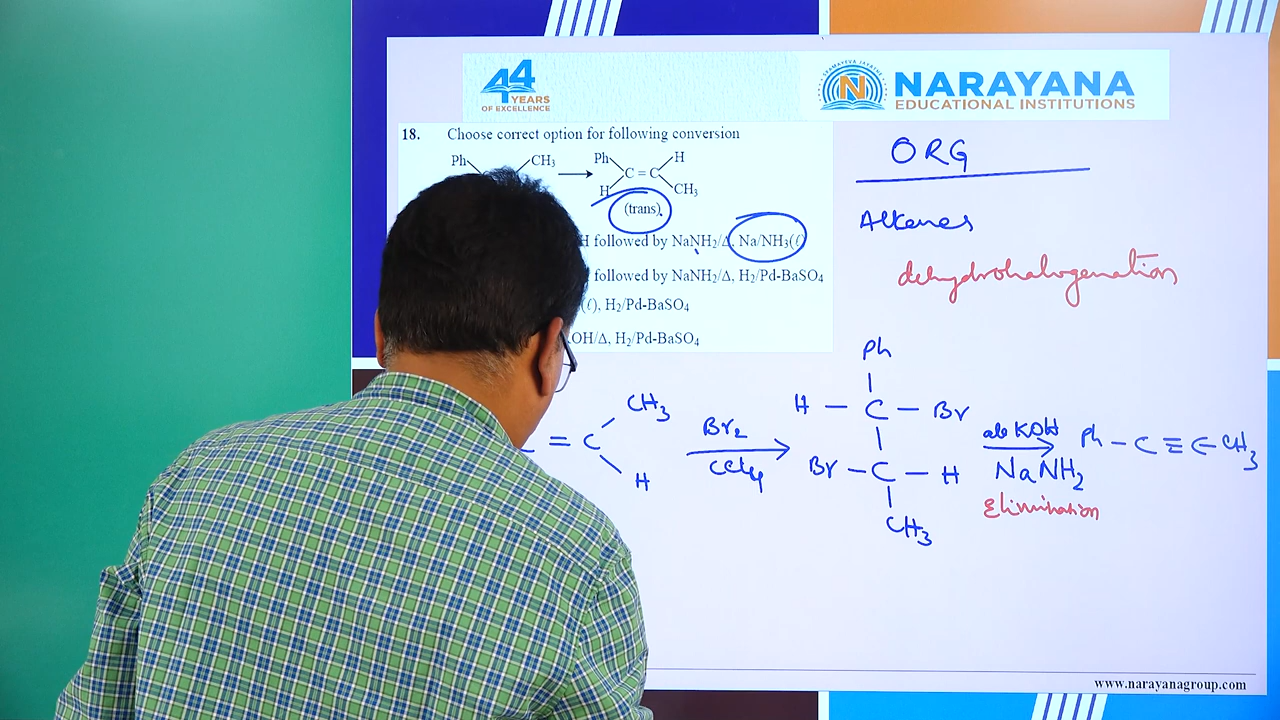 44
YEARS
OF EXCELLENCE
SATYAMEVA JAYATHE
N
NARAYANA
EDUCATIONAL INSTITUTIONS
18. Choose correct option for following conversion
Ph CH₃ → Ph H
C = C
H CH₃
(trans)
H followed by NaNH₂/Δ, Na/NH₃(ℓ)
followed by NaNH₂/Δ, H₂/Pd-BaSO₄
(ℓ), H₂/Pd-BaSO₄
OH/Δ, H₂/Pd-BaSO₄
ORG
Alkenes
dehydrohalogenation
CH₃
= C
H
Br₂
CCl₄
Ph
H – C – Br
Br – C – H
CH₃
alc KOH
NaNH₂
Elimination
Ph – C ≡ C – CH₃
www.narayanagroup.com